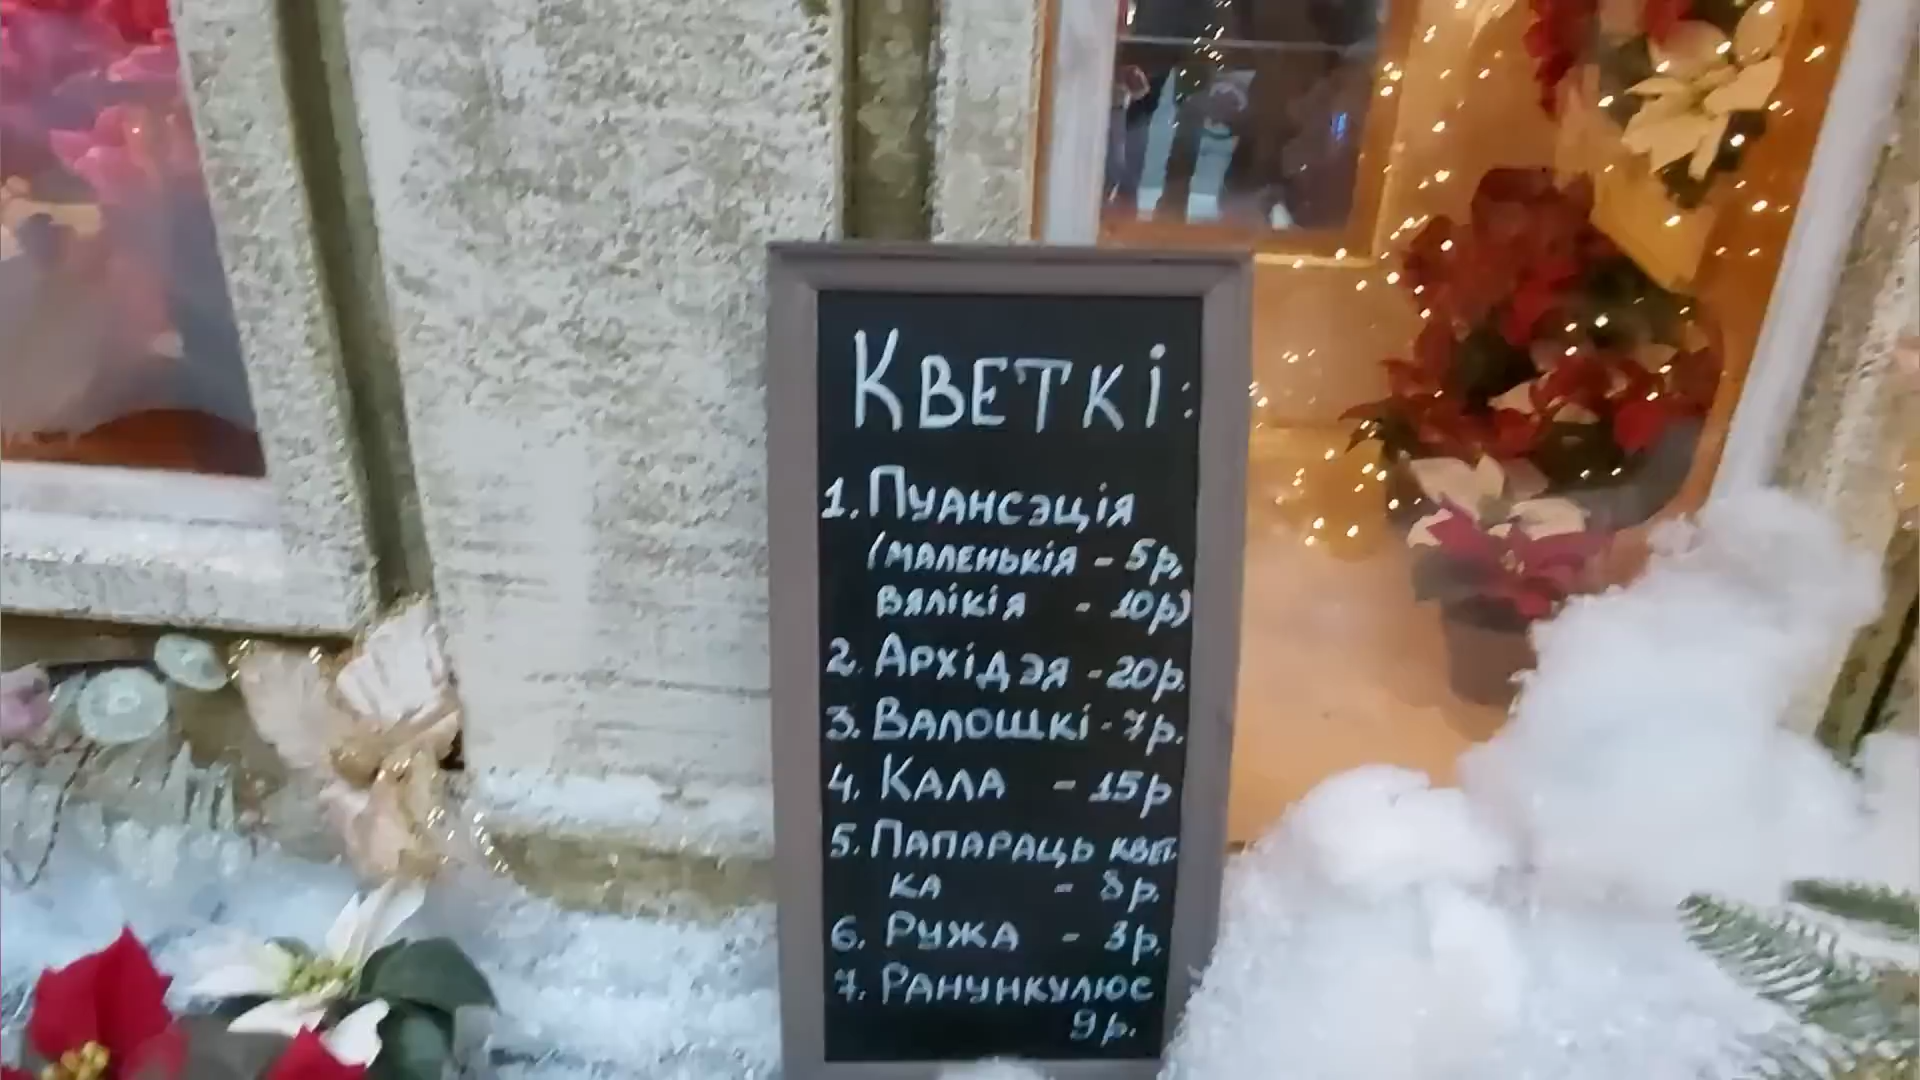 Кветкі:
1. Пуансэція
(маленькія - 5р,
вялікія - 10р)
2. Архідэя - 20р.
3. Валошкі - 7р.
4. Кала - 15р
5. Папараць квет-
ка - 8р.
6. Ружа - 3р.
7. Ранункулюс
9р.